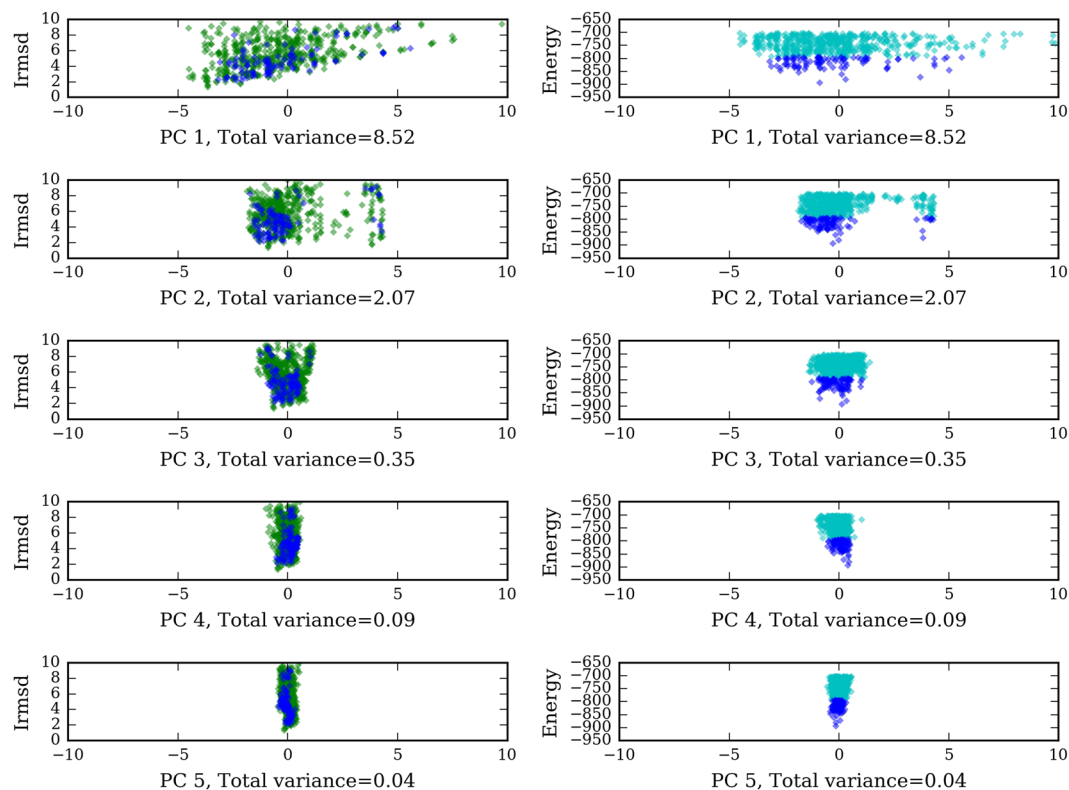 10
8
6
4
2
0
Irmsd
−10 −5 0 5 10
PC 1, Total variance=8.52
−650
−700
−750
−800
−850
−900
−950
Energy
−10 −5 0 5 10
PC 1, Total variance=8.52
10
8
6
4
2
0
Irmsd
−10 −5 0 5 10
PC 2, Total variance=2.07
−650
−700
−750
−800
−850
−900
−950
Energy
−10 −5 0 5 10
PC 2, Total variance=2.07
10
8
6
4
2
0
Irmsd
−10 −5 0 5 10
PC 3, Total variance=0.35
−650
−700
−750
−800
−850
−900
−950
Energy
−10 −5 0 5 10
PC 3, Total variance=0.35
10
8
6
4
2
0
Irmsd
−10 −5 0 5 10
PC 4, Total variance=0.09
−650
−700
−750
−800
−850
−900
−950
Energy
−10 −5 0 5 10
PC 4, Total variance=0.09
10
8
6
4
2
0
Irmsd
−10 −5 0 5 10
PC 5, Total variance=0.04
−650
−700
−750
−800
−850
−900
−950
Energy
−10 −5 0 5 10
PC 5, Total variance=0.04